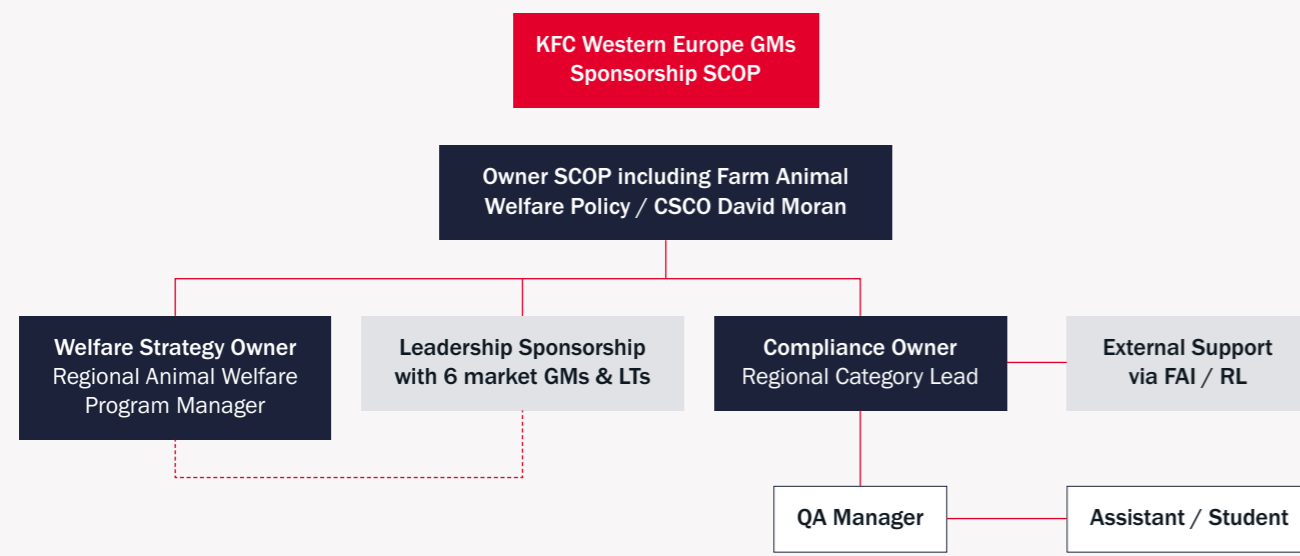 KFC Western Europe GMs
Sponsorship SCOP
Owner SCOP including Farm Animal
Welfare Policy / CSCO David Moran
Welfare Strategy Owner
Regional Animal Welfare
Program Manager
Leadership Sponsorship
with 6 market GMs & LTs
Compliance Owner
Regional Category Lead
External Support
via FAI / RL
QA Manager
Assistant / Student